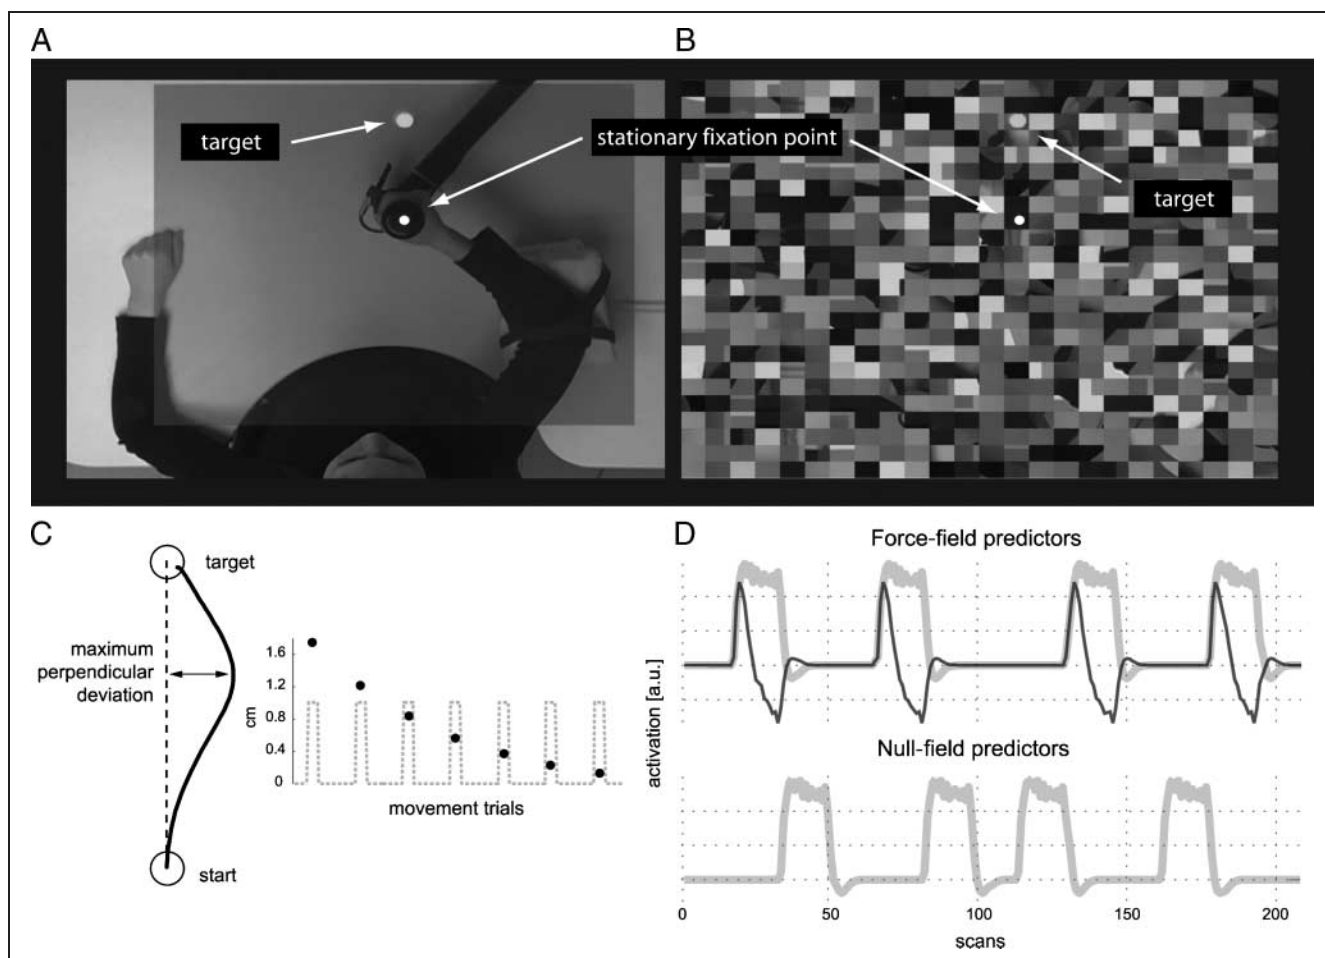 A
B
target
stationary fixation point
target
C
target
maximum
perpendicular
deviation
start
1.6
1.2
0.8
0.4
0
cm
movement trials
D
Force-field predictors
activation [a.u.]
Null-field predictors
0
50
100
150
200
scans